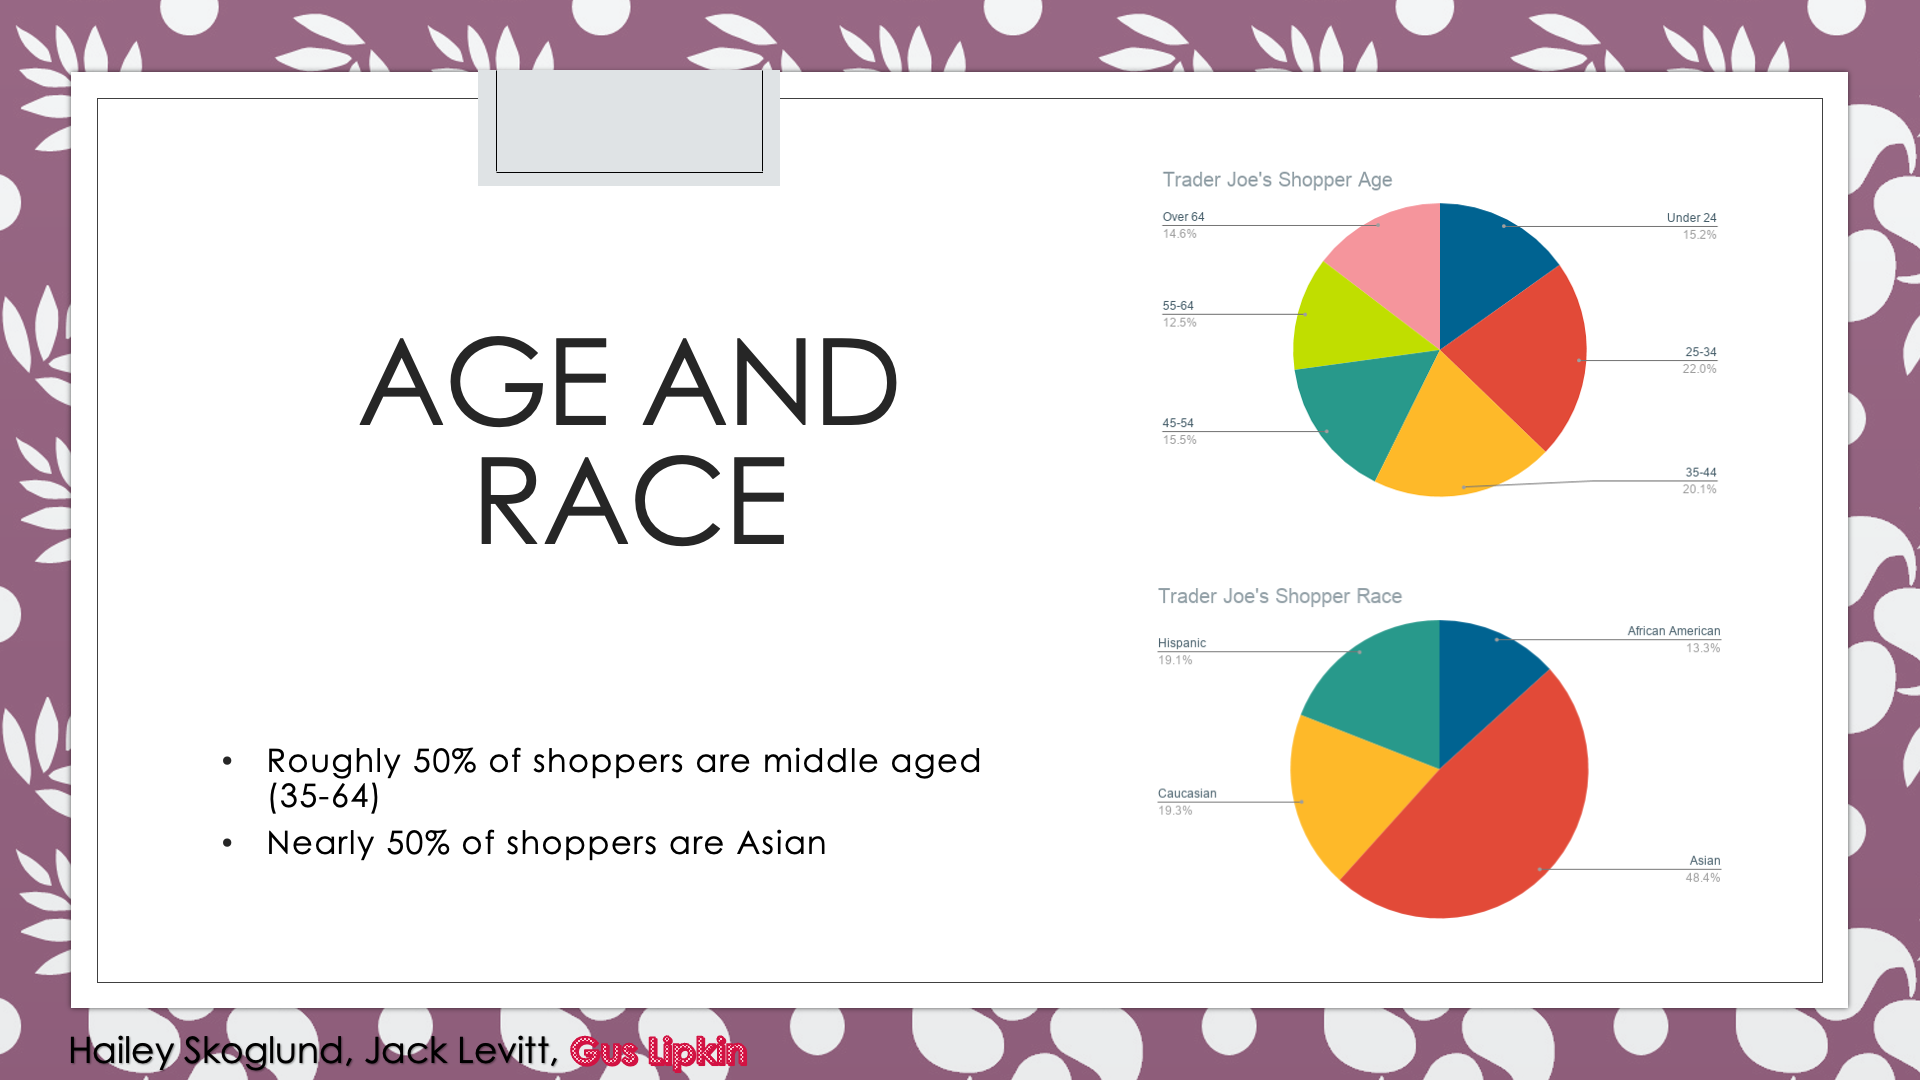 AGE AND
RACE
• Roughly 50% of shoppers are middle aged
(35-64)
• Nearly 50% of shoppers are Asian
Trader Joe's Shopper Age
Over 64
14.6%
Under 24
15.2%
55-64
12.5%
25-34
22.0%
45-54
15.5%
35-44
20.1%
Trader Joe's Shopper Race
Hispanic
19.1%
African American
13.3%
Caucasian
19.3%
Asian
48.4%
Hailey Skoglund, Jack Levitt, Gus Lipkin